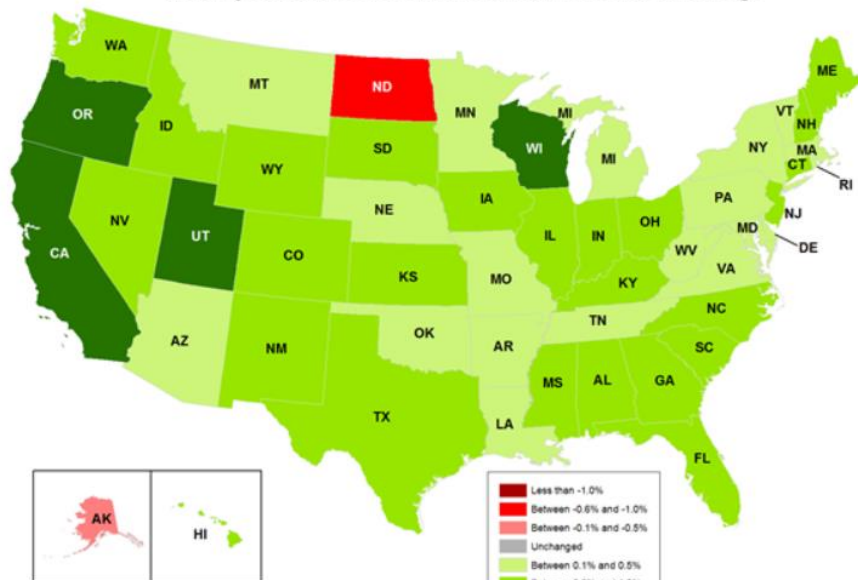 WA
ME
MT
ND
MN
VT
NH
OR
MI
ID
WI
NY
MA
SD
MI
CT
RI
WY
PA
NJ
IA
NE
OH
MD
NV
IL
IN
DE
UT
WV
CA
CO
VA
KS
MO
KY
NC
TN
OK
AZ
NM
AR
SC
MS
AL
GA
TX
LA
FL
AK
HI
Less than -1.0%
Between -0.6% and -1.0%
Between -0.1% and -0.5%
Unchanged
Between 0.1% and 0.5%